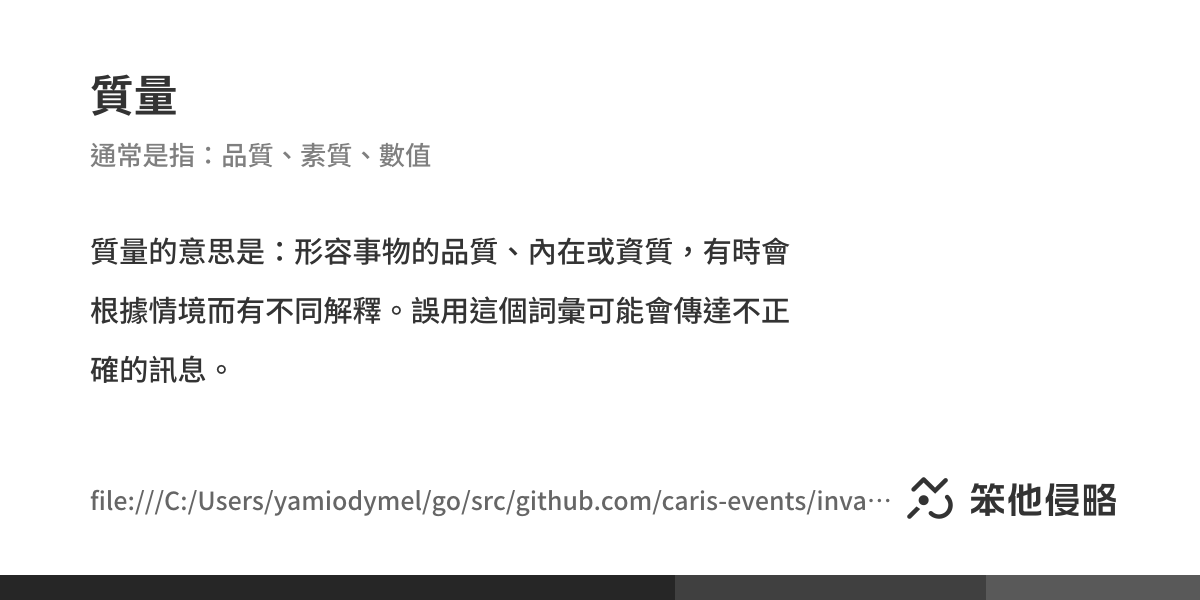 質量
通常是指：品質、素質、數值
質量的意思是：形容事物的品質、內在或資質，有時會
根據情境而有不同解釋。誤用這個詞彙可能會傳達不正
確的訊息。
file:///C:/Users/yamiodymel/go/src/github.com/caris-events/inva…
笨他侵略